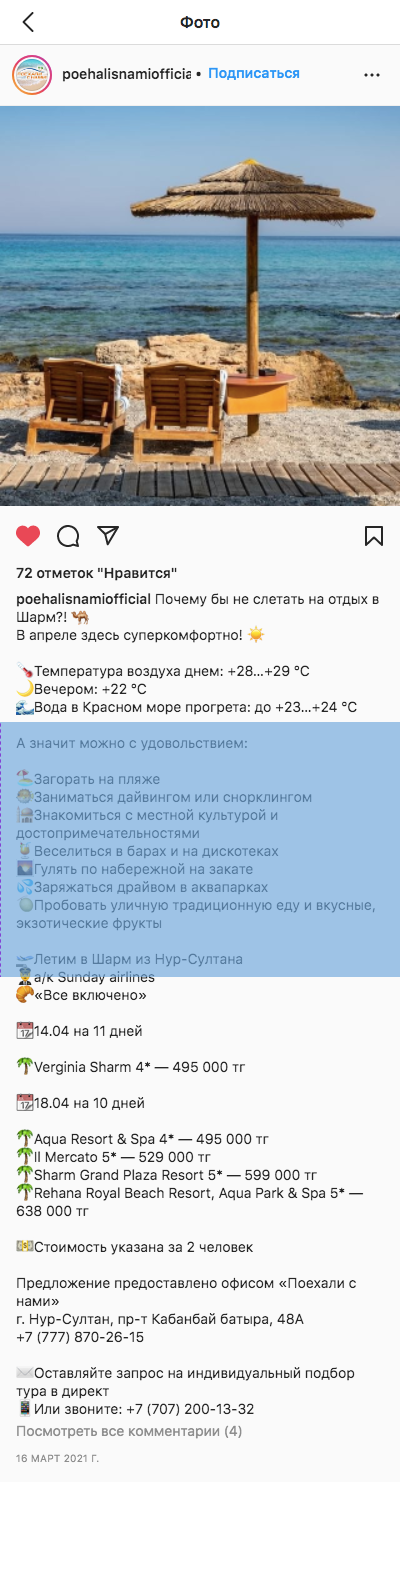 Фото
poehalisnamiofficia • Подписаться
72 отметок "Нравится"
poehalisnamiofficial Почему бы не слетать на отдых в
Шарм?! 🐫
В апреле здесь суперкомфортно! ☀️
🌡️Температура воздуха днем: +28...+29 °C
🌙Вечером: +22 °C
🌊Вода в Красном море прогрета: до +23...+24 °C
А значит можно с удовольствием:
🏖️Загорать на пляже
Заниматься дайвингом или снорклингом
Знакомиться с местной культурой и
достопримечательностями
🍹Веселиться в барах и на дискотеках
Гулять по набережной на закате
💦Заряжаться драйвом в аквапарках
Пробовать уличную традиционную еду и вкусные,
экзотические фрукты
🛫Летим в Шарм из Нур-Султана
👨‍✈️а/к Sunday airlines
🥐«Все включено»
📆14.04 на 11 дней
🌴Verginia Sharm 4* — 495 000 тг
📆18.04 на 10 дней
🌴Aqua Resort & Spa 4* — 495 000 тг
🌴Il Mercato 5* — 529 000 тг
🌴Sharm Grand Plaza Resort 5* — 599 000 тг
🌴Rehana Royal Beach Resort, Aqua Park & Spa 5* —
638 000 тг
💵Стоимость указана за 2 человек
Предложение предоставлено офисом «Поехали с
нами»
г. Нур-Султан, пр-т Кабанбай батыра, 48А
+7 (777) 870-26-15
✉️Оставляйте запрос на индивидуальный подбор
тура в директ
📱Или звоните: +7 (707) 200-13-32
Посмотреть все комментарии (4)
16 МАРТ 2021 Г.